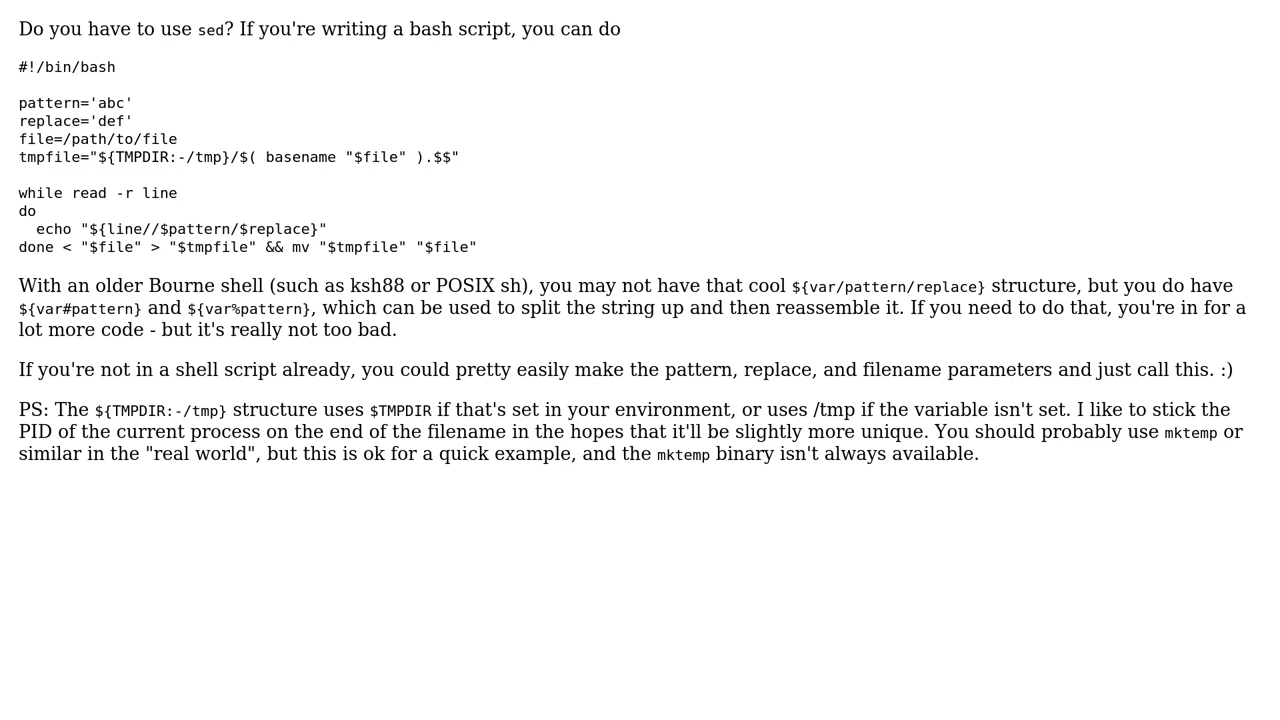 Do you have to use sed? If you're writing a bash script, you can do
#!/bin/bash
pattern='abc'
replace='def'
file=/path/to/file
tmpfile="${TMPDIR:-/tmp}/$( basename "$file" ).$$"
while read -r line
do
  echo "${line//$pattern/$replace}"
done < "$file" > "$tmpfile" && mv "$tmpfile" "$file"
With an older Bourne shell (such as ksh88 or POSIX sh), you may not have that cool ${var/pattern/replace} structure, but you do have
${var#pattern} and ${var%pattern}, which can be used to split the string up and then reassemble it. If you need to do that, you're in for a
lot more code - but it's really not too bad.
If you're not in a shell script already, you could pretty easily make the pattern, replace, and filename parameters and just call this. :)
PS: The ${TMPDIR:-/tmp} structure uses $TMPDIR if that's set in your environment, or uses /tmp if the variable isn't set. I like to stick the
PID of the current process on the end of the filename in the hopes that it'll be slightly more unique. You should probably use mktemp or
similar in the "real world", but this is ok for a quick example, and the mktemp binary isn't always available.